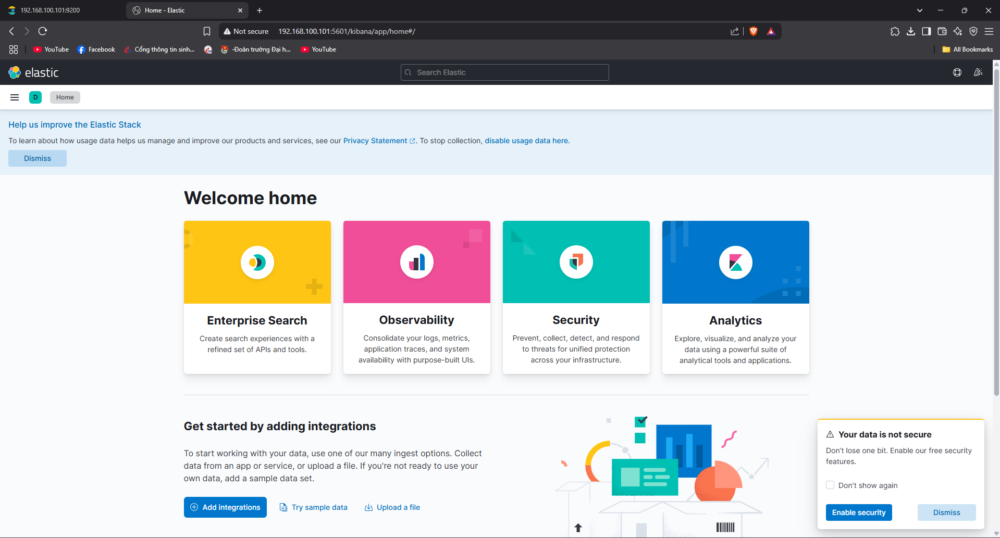 192.168.100.101:9200
Home - Elastic
Not secure
192.168.100.101:5601/kibana/app/home#/
YouTube
Facebook
Cổng thông tin sinh...
-Đoàn trường Đại h...
YouTube
All Bookmarks
elastic
Search Elastic
D
Home
Help us improve the Elastic Stack
To learn about how usage data helps us manage and improve our products and services, see our Privacy Statement. To stop collection, disable usage data here.
Dismiss
Welcome home
Enterprise Search
Create search experiences with a
refined set of APIs and tools.
Observability
Consolidate your logs, metrics,
application traces, and system
availability with purpose-built UIs.
Security
Prevent, collect, detect, and respond
to threats for unified protection
across your infrastructure.
Analytics
Explore, visualize, and analyze your
data using a powerful suite of
analytical tools and applications.
Get started by adding integrations
To start working with your data, use one of our many ingest options. Collect
data from an app or service, or upload a file. If you're not ready to use your
own data, add a sample data set.
Add integrations
Try sample data
Upload a file
Your data is not secure
Don’t lose one bit. Enable our free security
features.
Don't show again
Enable security
Dismiss